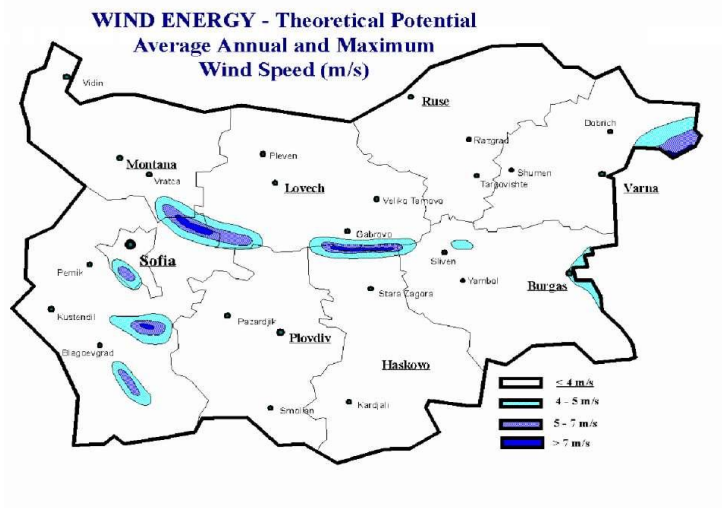 WIND ENERGY - Theoretical Potential
Average Annual and Maximum
Wind Speed (m/s)
Vidin
Ruse
Dobrich
Razgrad
Pleven
Montana
Vratca
Lovech
Targovishte
Shumen
Varna
Veliko Tarnovo
Gabrovo
Sofia
Sliven
Pernik
Yambol
Burgas
Stara Zagora
Kustendil
Pazardjik
Plovdiv
Blagoevgrad
Haskovo
Smolian
Kardjali
< 4 m/s
4 - 5 m/s
5 - 7 m/s
> 7 m/s